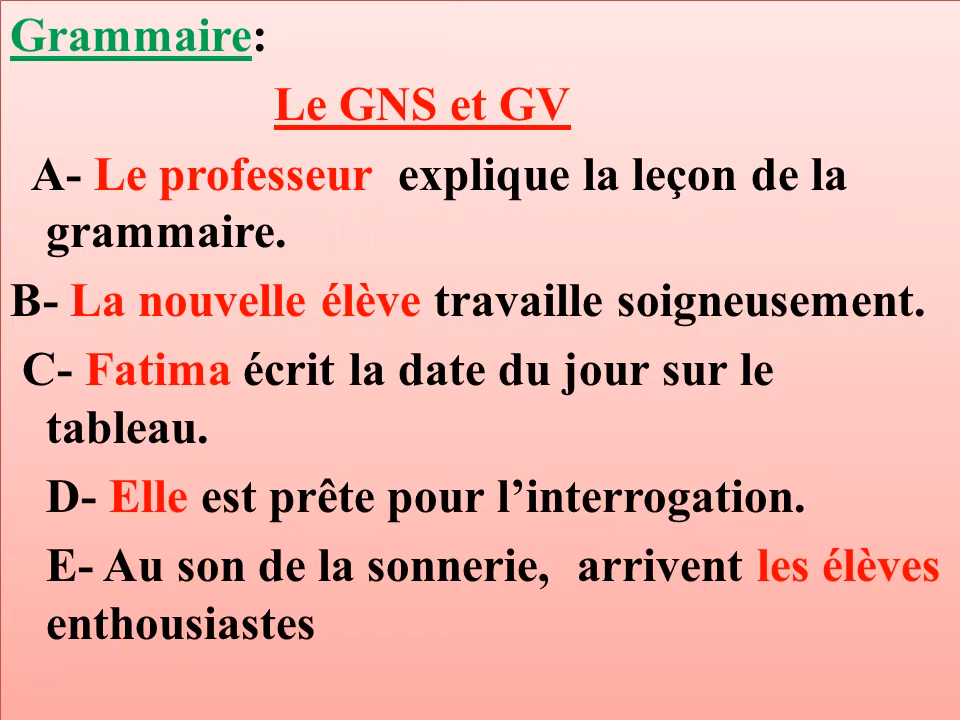 Grammaire:
Le GNS et GV
A- Le professeur explique la leçon de la
grammaire.
B- La nouvelle élève travaille soigneusement.
C- Fatima écrit la date du jour sur le
tableau.
D- Elle est prête pour l’interrogation.
E- Au son de la sonnerie, arrivent les élèves
enthousiastes